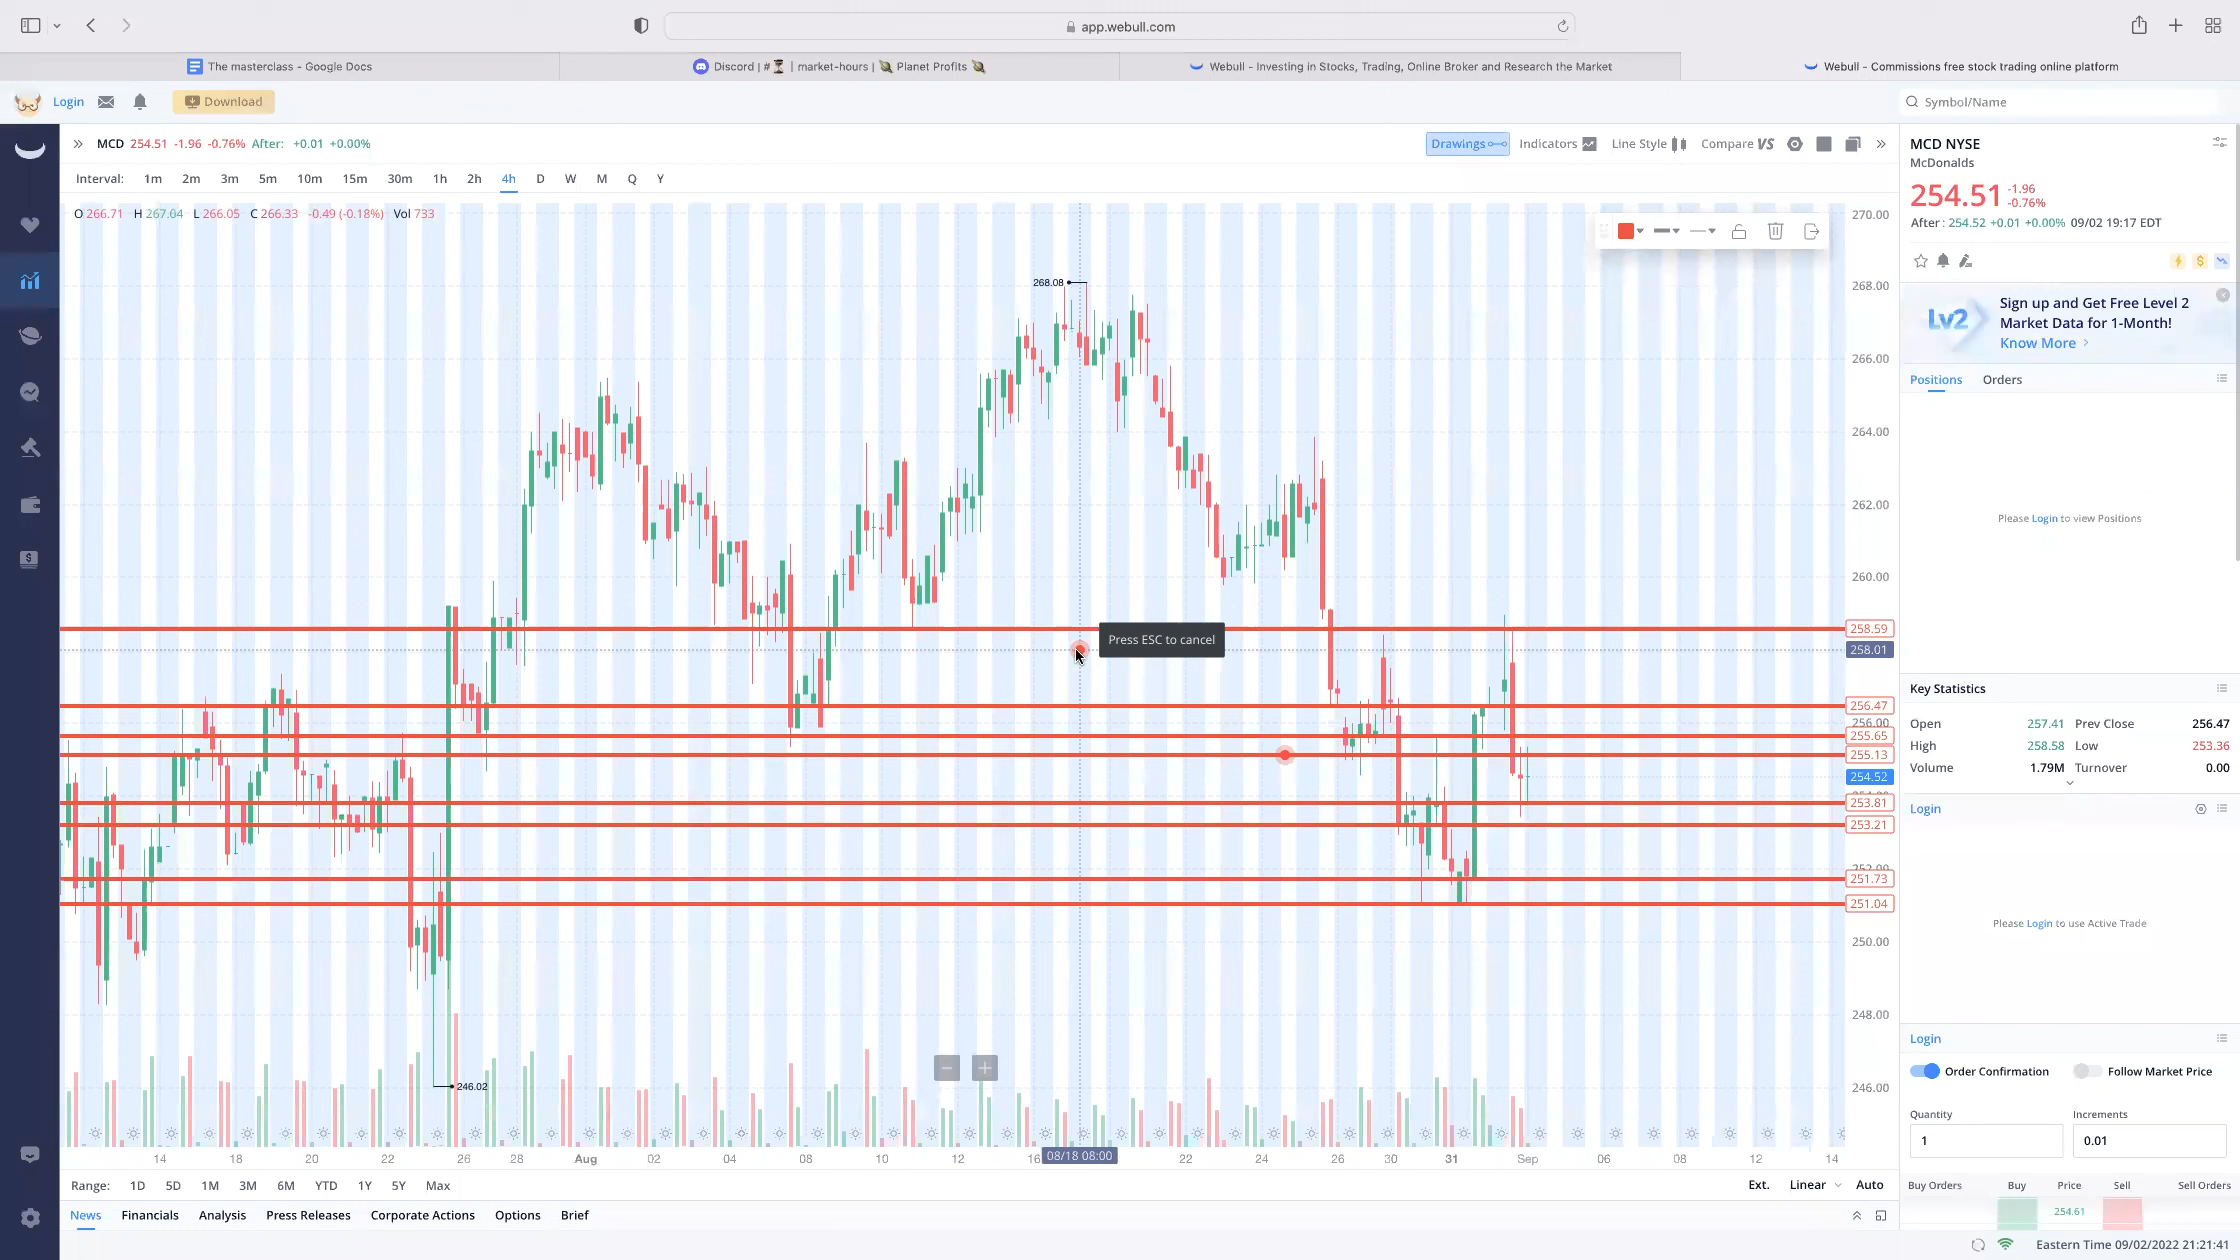 app.webull.com
The masterclass - Google Docs
Discord | #⏳ | market-hours | 🪐 Planet Profits 🪐
Webull - Investing in Stocks, Trading, Online Broker and Research the Market
Webull - Commissions free stock trading online platform
Login
Download
Symbol/Name
MCD 254.51 -1.96 -0.76% After: +0.01 +0.00%
Drawings Indicators Line Style Compare VS
Interval: 1m 2m 3m 5m 10m 15m 30m 1h 2h 4h D W M Q Y
O 266.71 H 267.04 L 266.05 C 266.33 -0.49 (-0.18%) Vol 733
270.00
268.08
268.00
266.00
264.00
262.00
260.00
258.59
Press ESC to cancel
258.01
256.47
256.00
255.65
255.13
254.52
253.81
253.21
252.00
251.73
251.04
250.00
248.00
246.02
246.00
14 18 20 22 26 28 Aug 02 04 08 10 12 16 08/18 08:00 22 24 26 30 31 Sep 06 08 12 14
Range: 1D 5D 1M 3M 6M YTD 1Y 5Y Max
Ext. Linear Auto
News Financials Analysis Press Releases Corporate Actions Options Brief
MCD NYSE
McDonalds
254.51 -1.96
-0.76%
After : 254.52 +0.01 +0.00% 09/02 19:17 EDT
Lv2
Sign up and Get Free Level 2
Market Data for 1-Month!
Know More >
Positions Orders
Please Login to view Positions
Key Statistics
Open 257.41 Prev Close 256.47
High 258.58 Low 253.36
Volume 1.79M Turnover 0.00
Login
Please Login to use Active Trade
Login
Order Confirmation Follow Market Price
Quantity Increments
1 0.01
Buy Orders Buy Price Sell Sell Orders
254.61
Eastern Time 09/02/2022 21:21:41